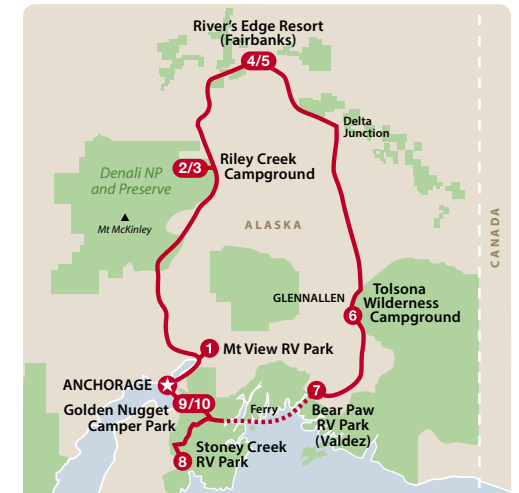 River's Edge Resort
(Fairbanks)
4/5
Delta
Junction
2/3
Riley Creek
Campground
Denali NP
and Preserve
Mt McKinley
ALASKA
CANADA
GLENNALLEN
Tolsona
Wilderness
Campground
6
1
Mt View RV Park
ANCHORAGE
9/10
Golden Nugget
Camper Park
Ferry
7
Bear Paw
RV Park
(Valdez)
8
Stoney Creek
RV Park